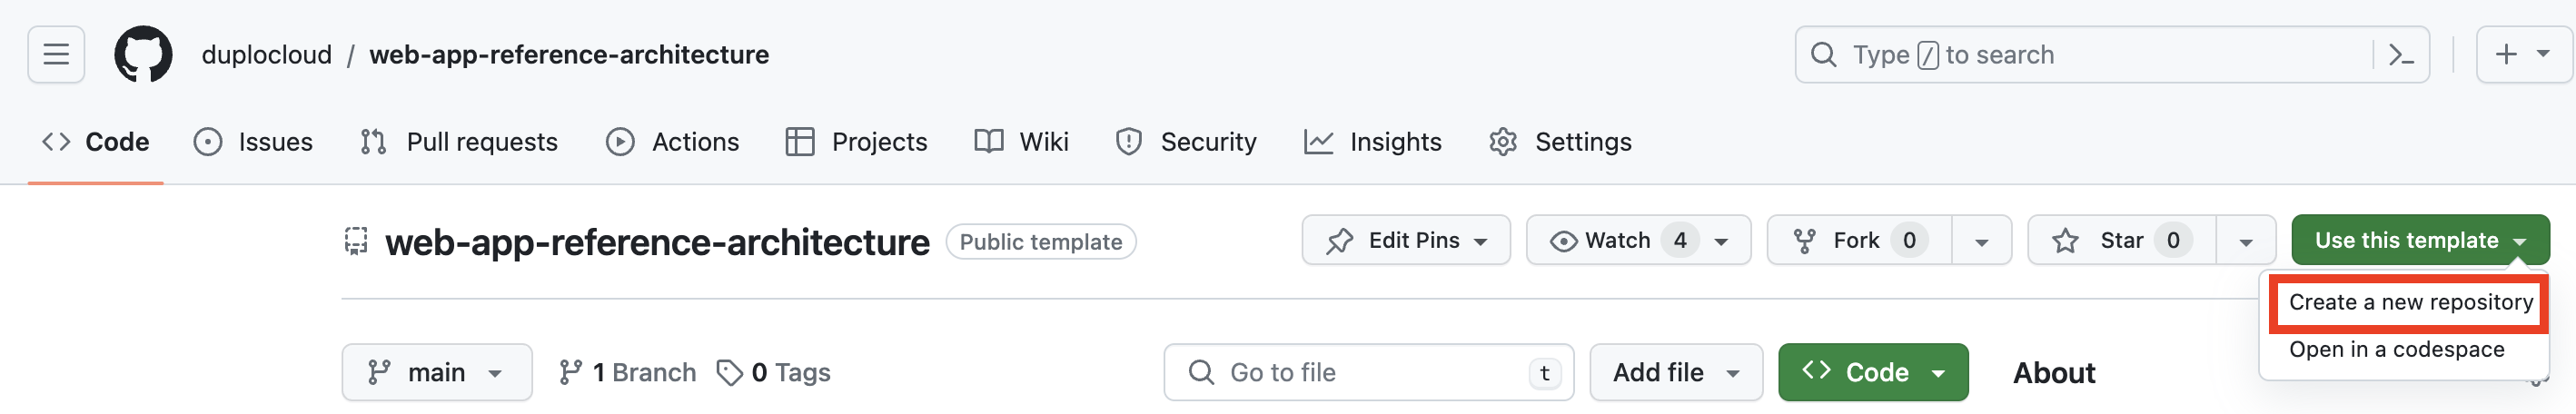 duplocloud / web-app-reference-architecture
Type / to search
Code Issues Pull requests Actions Projects Wiki Security Insights Settings
web-app-reference-architecture Public template Edit Pins Watch 4 Fork 0 Star 0 Use this template
Create a new repository
Open in a codespace
main 1 Branch 0 Tags Go to file t Add file Code About